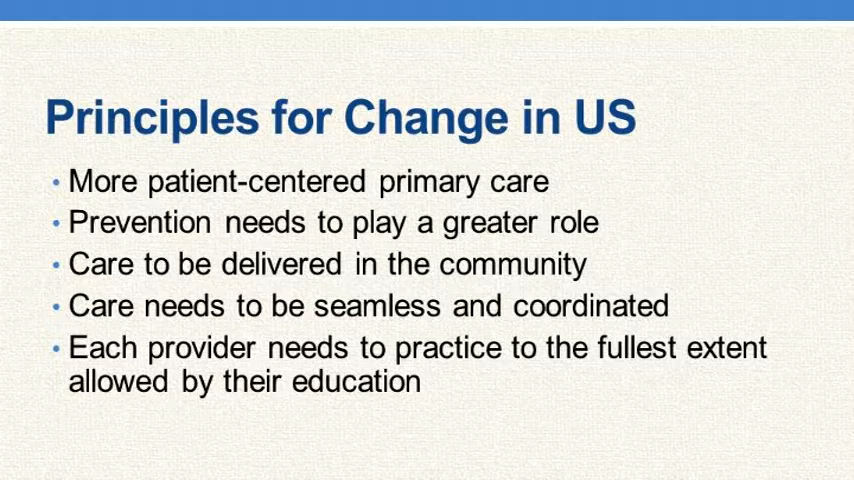 Principles for Change in US
• More patient-centered primary care
• Prevention needs to play a greater role
• Care to be delivered in the community
• Care needs to be seamless and coordinated
• Each provider needs to practice to the fullest extent
allowed by their education